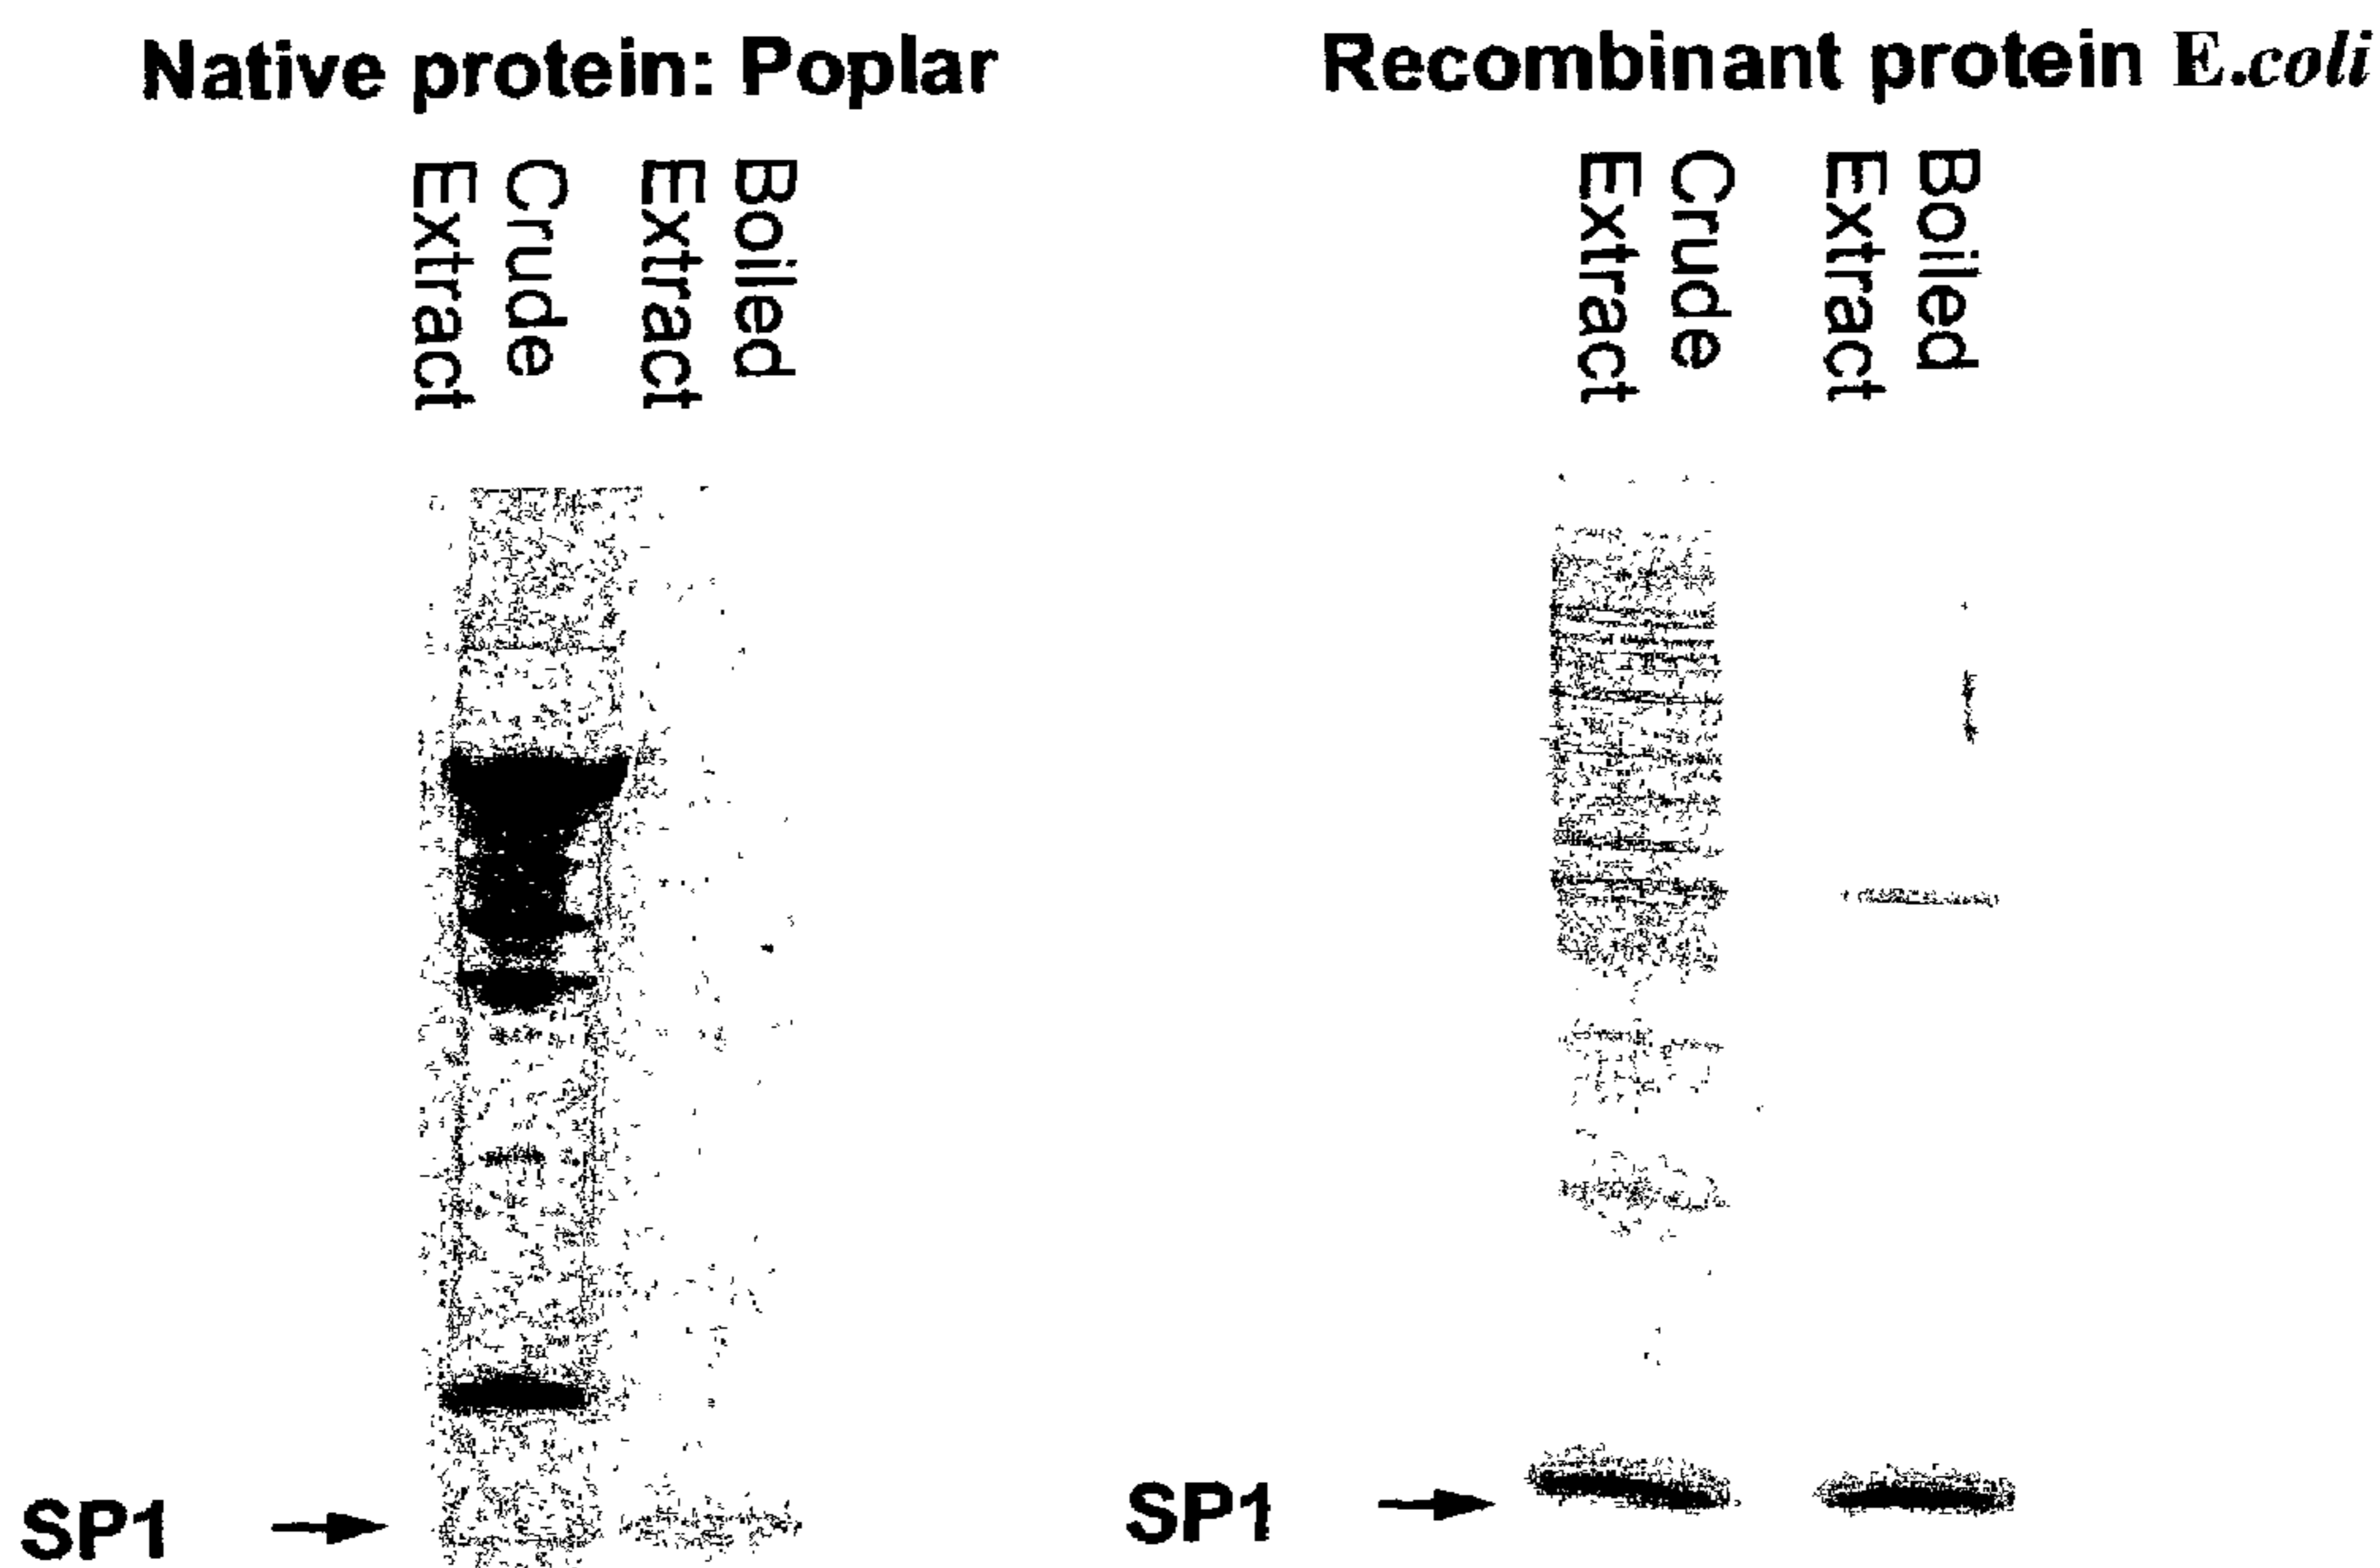 Native protein: Poplar
Recombinant protein E.coli
Crude
Extract
Boiled
Extract
Crude
Extract
Boiled
Extract
SP1
SP1